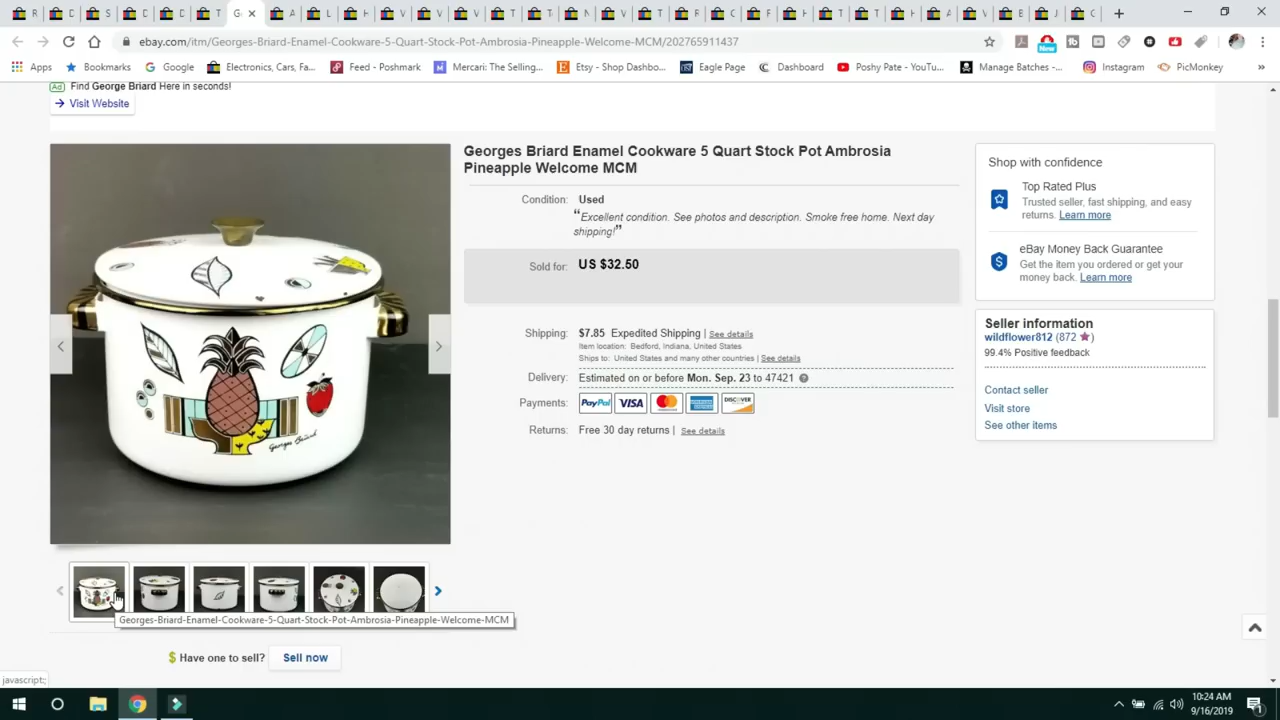 R
D
S
D
D
T
G
A
L
H
V
V
V
T
T
N
V
T
R
C
F
H
T
T
H
A
V
B
J
C
ebay.com/itm/Georges-Briard-Enamel-Cookware-5-Quart-Stock-Pot-Ambrosia-Pineapple-Welcome-MCM/202765911437
New
Apps Bookmarks Google Electronics, Cars, Fa... Feed - Poshmark Mercari: The Selling... Etsy - Shop Dashbo... Eagle Page Dashboard Poshy Pate - YouTu... Manage Batches -... Instagram PicMonkey »
Ad Find George Briard Here in seconds!
→ Visit Website
Georges Briard Enamel Cookware 5 Quart Stock Pot Ambrosia
Pineapple Welcome MCM
Condition: Used
“Excellent condition. See photos and description. Smoke free home. Next day
shipping!”
Sold for: US $32.50
Shipping: $7.85 Expedited Shipping | See details
Item location: Bedford, Indiana, United States
Ships to: United States and many other countries | See details
Delivery: Estimated on or before Mon. Sep. 23 to 47421
Payments: PayPal VISA MasterCard AMERICAN EXPRESS DISCOVER
Returns: Free 30 day returns | See details
Shop with confidence
Top Rated Plus
Trusted seller, fast shipping, and easy
returns. Learn more
eBay Money Back Guarantee
Get the item you ordered or get your
money back. Learn more
Seller information
wildflower812 (872 ★)
99.4% Positive feedback
Contact seller
Visit store
See other items
Georges Briard
Georges-Briard-Enamel-Cookware-5-Quart-Stock-Pot-Ambrosia-Pineapple-Welcome-MCM
$ Have one to sell? Sell now
javascript:;
10:24 AM
9/16/2019
1